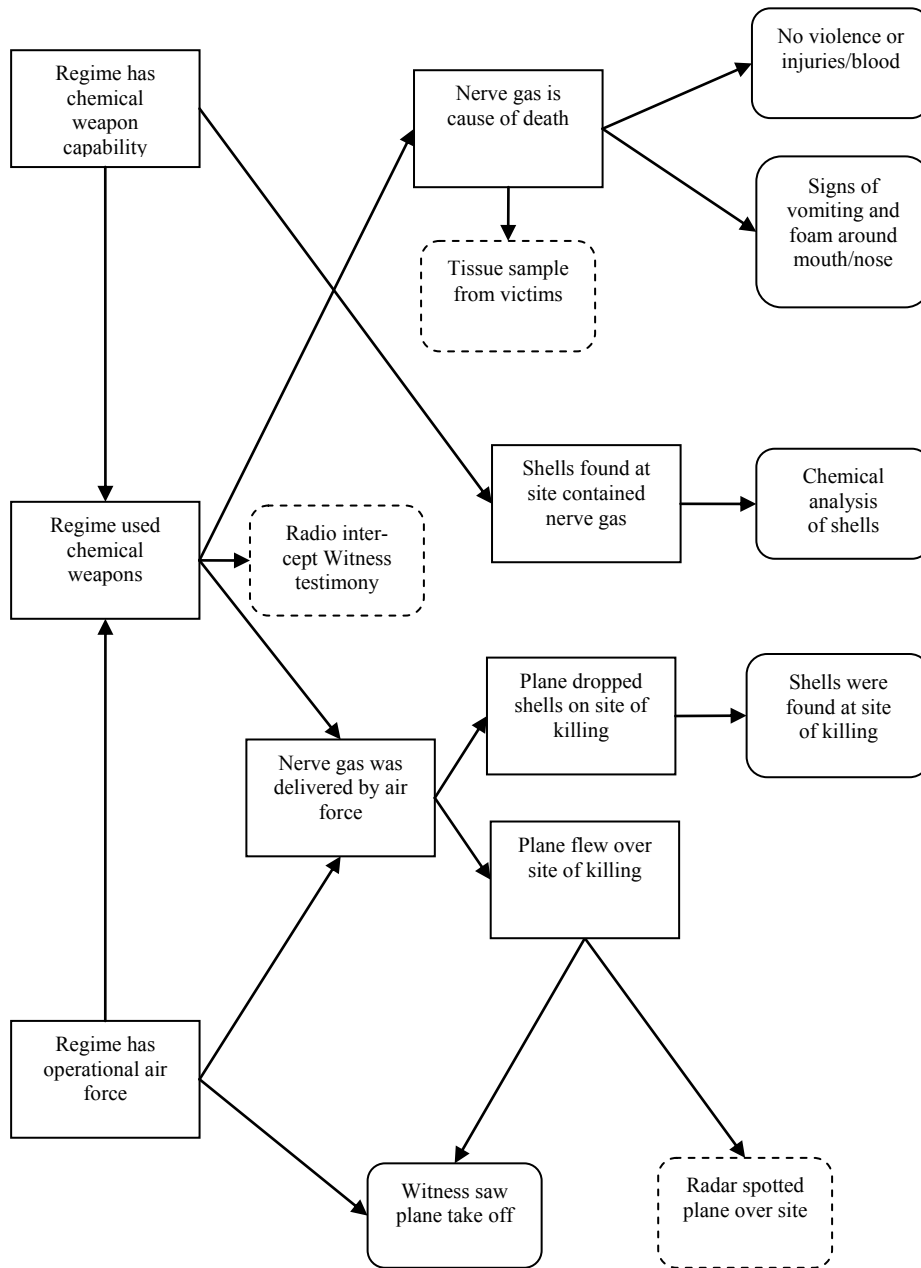 Regime has
chemical
weapon
capability
Nerve gas is
cause of death
No violence or
injuries/blood
Signs of
vomiting and
foam around
mouth/nose
Tissue sample
from victims
Shells found at
site contained
nerve gas
Chemical
analysis
of shells
Regime used
chemical
weapons
Radio inter-
cept Witness
testimony
Plane dropped
shells on site
of killing
Shells were
found at site
of killing
Nerve gas was
delivered by air
force
Plane flew over
site of killing
Regime has
operational air
force
Witness saw
plane take off
Radar spotted
plane over site